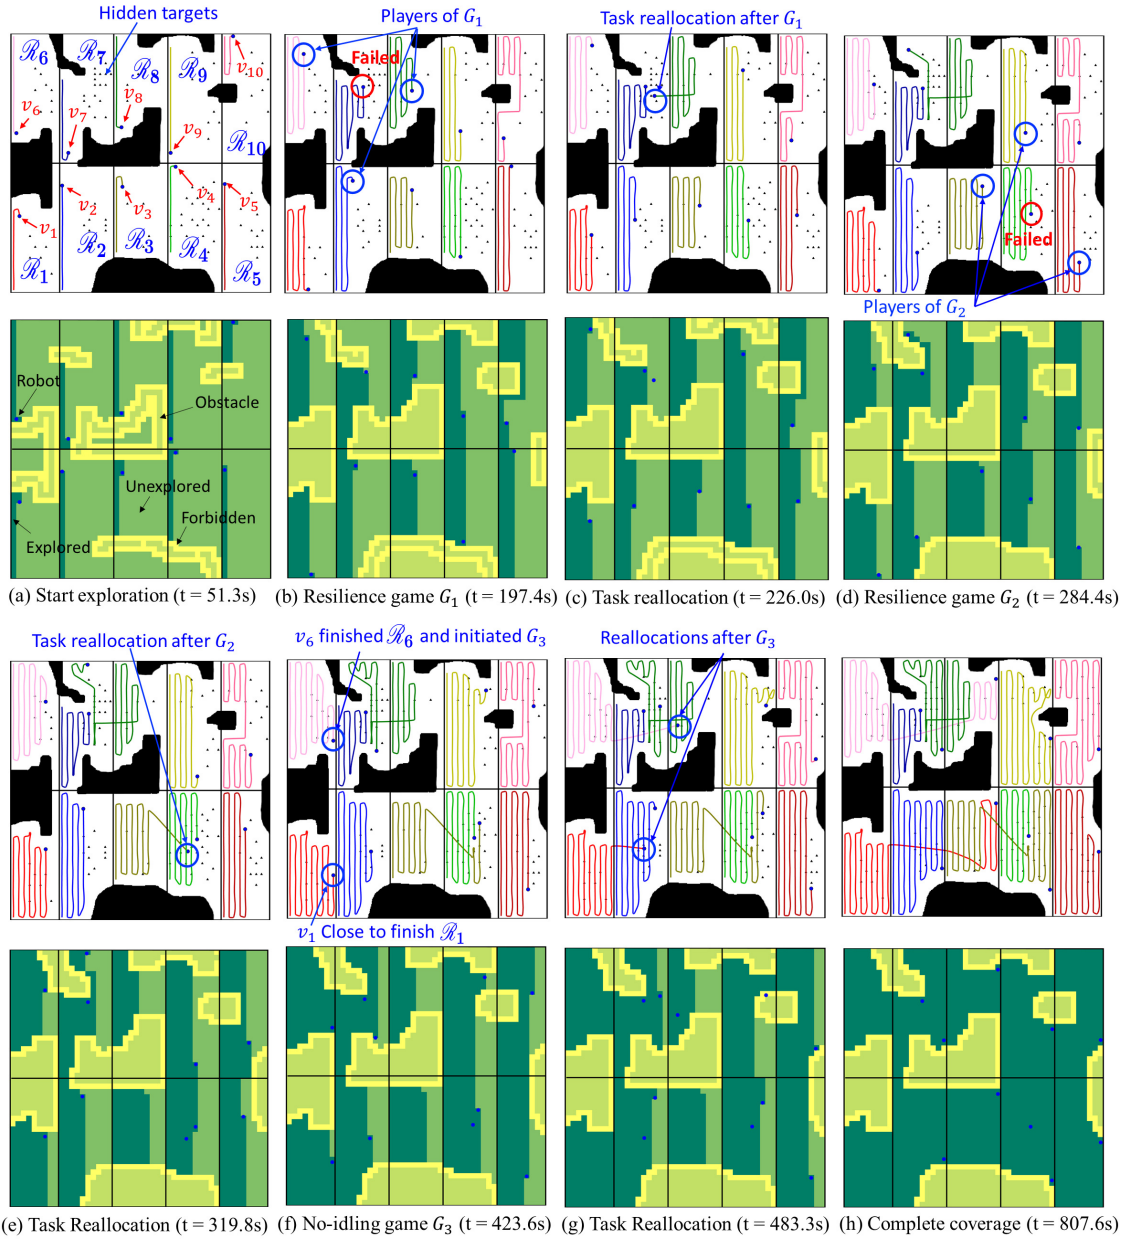 Hidden targets
ℛ6 ℛ7 ℛ8 ℛ9 v10
v6 v7 v8 v9 ℛ10
v1 v2 v3 v4 v5
ℛ1 ℛ2 ℛ3 ℛ4 ℛ5
Players of G1
Failed
Task reallocation after G1
Failed
Players of G2
Robot
Obstacle
Unexplored
Forbidden
Explored
(a) Start exploration (t = 51.3s)
(b) Resilience game G1 (t = 197.4s)
(c) Task reallocation (t = 226.0s)
(d) Resilience game G2 (t = 284.4s)
Task reallocation after G2
v6 finished ℛ6 and initiated G3
v1 Close to finish ℛ1
Reallocations after G3
(e) Task Reallocation (t = 319.8s)
(f) No-idling game G3 (t = 423.6s)
(g) Task Reallocation (t = 483.3s)
(h) Complete coverage (t = 807.6s)